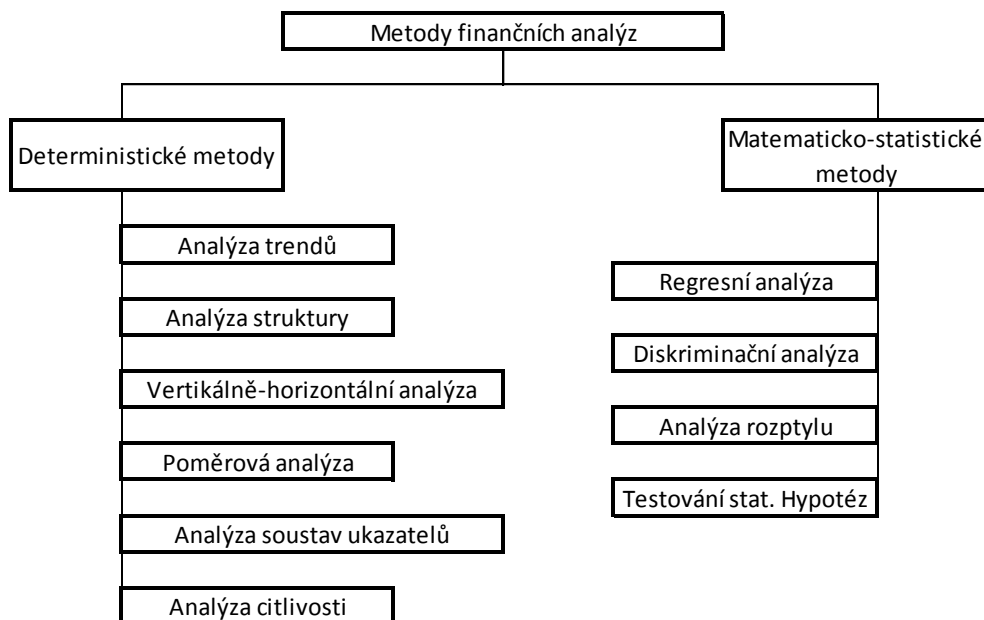 Metody finančních analýz
Deterministické metody
Matematicko-statistické
metody
Analýza trendů
Analýza struktury
Vertikálně-horizontální analýza
Poměrová analýza
Analýza soustav ukazatelů
Analýza citlivosti
Regresní analýza
Diskriminační analýza
Analýza rozptylu
Testování stat. Hypotéz